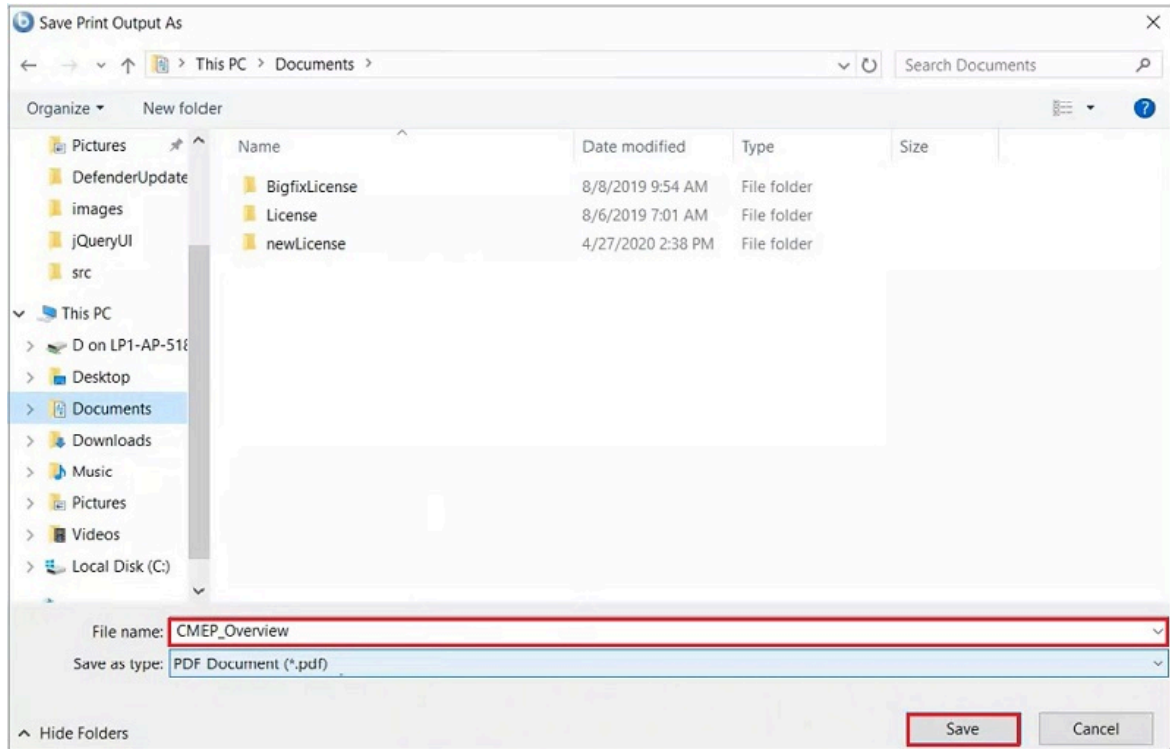 Save Print Output As
This PC > Documents >
Search Documents
Organize
New folder
?
Name
Date modified
Type
Size
Pictures
DefenderUpdate
images
jQueryUI
src
This PC
D on LP1-AP-518
Desktop
Documents
Downloads
Music
Pictures
Videos
Local Disk (C:)
BigfixLicense 8/8/2019 9:54 AM File folder
License 8/6/2019 7:01 AM File folder
newLicense 4/27/2020 2:38 PM File folder
File name: CMEP_Overview
Save as type: PDF Document (*.pdf)
Hide Folders
Save
Cancel